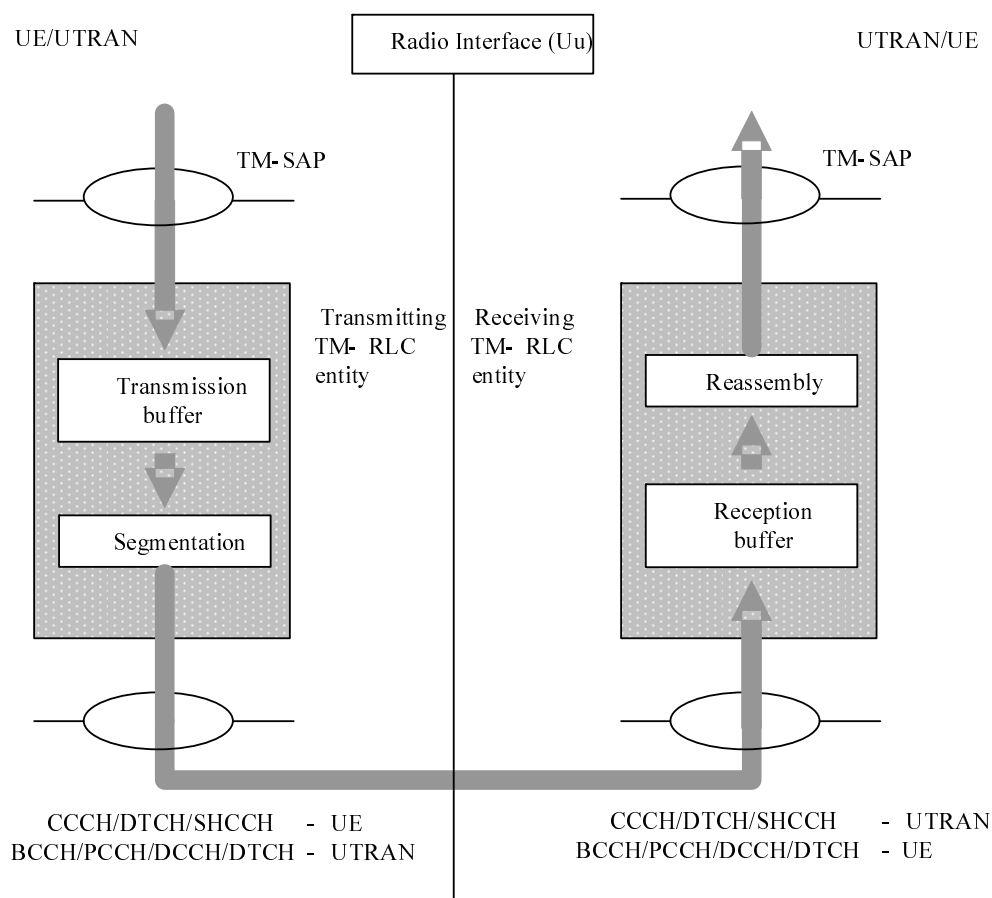 UE/UTRAN
Radio Interface (Uu)
UTRAN/UE
TM- SAP
TM- SAP
Transmitting
TM- RLC
entity
Receiving
TM- RLC
entity
Transmission
buffer
Segmentation
Reassembly
Reception
buffer
CCCH/DTCH/SHCCH - UE
BCCH/PCCH/DCCH/DTCH - UTRAN
CCCH/DTCH/SHCCH - UTRAN
BCCH/PCCH/DCCH/DTCH - UE